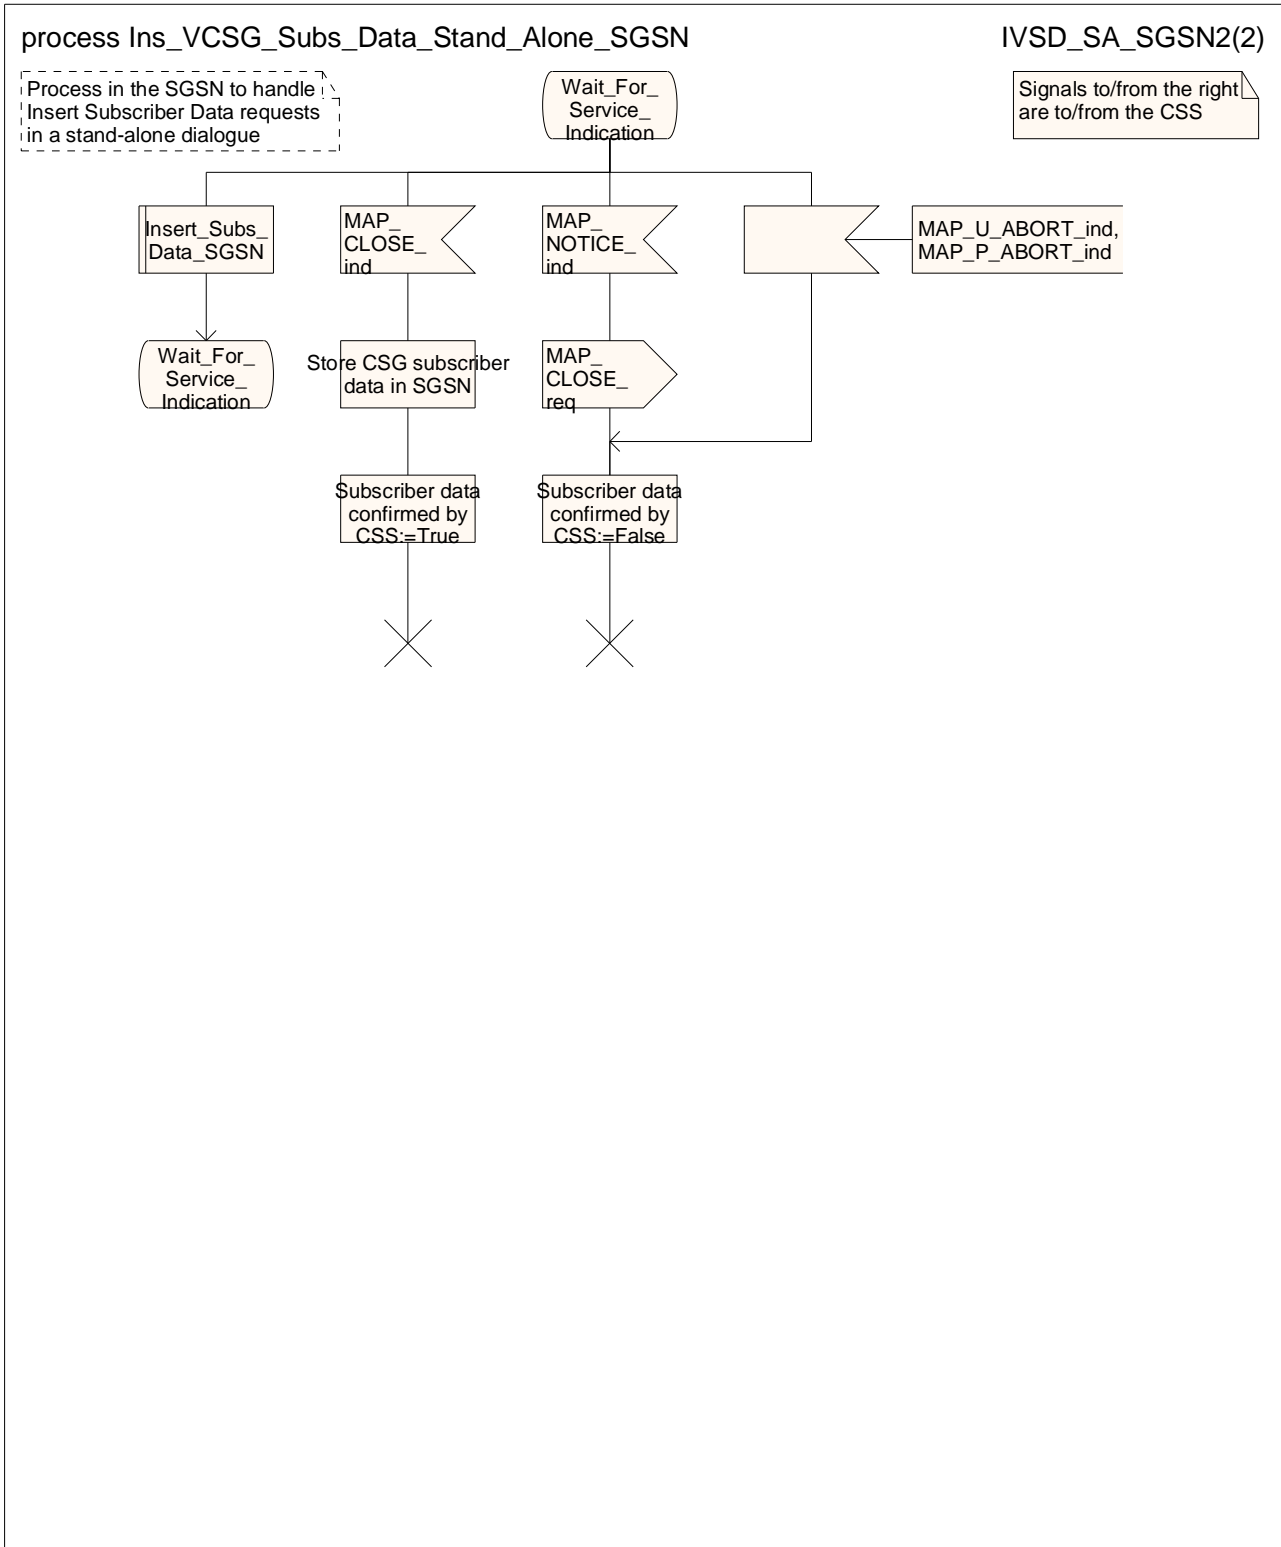 process Ins_VCSG_Subs_Data_Stand_Alone_SGSN
IVSD_SA_SGSN2(2)
Process in the SGSN to handle
Insert Subscriber Data requests
in a stand-alone dialogue
Wait_For_
Service_
Indication
Signals to/from the right
are to/from the CSS
Insert_Subs_
Data_SGSN
MAP_
CLOSE_
ind
MAP_
NOTICE_
ind
MAP_U_ABORT_ind,
MAP_P_ABORT_ind
Wait_For_
Service_
Indication
Store CSG subscriber
data in SGSN
MAP_
CLOSE_
req
Subscriber data
confirmed by
CSS:=True
Subscriber data
confirmed by
CSS:=False